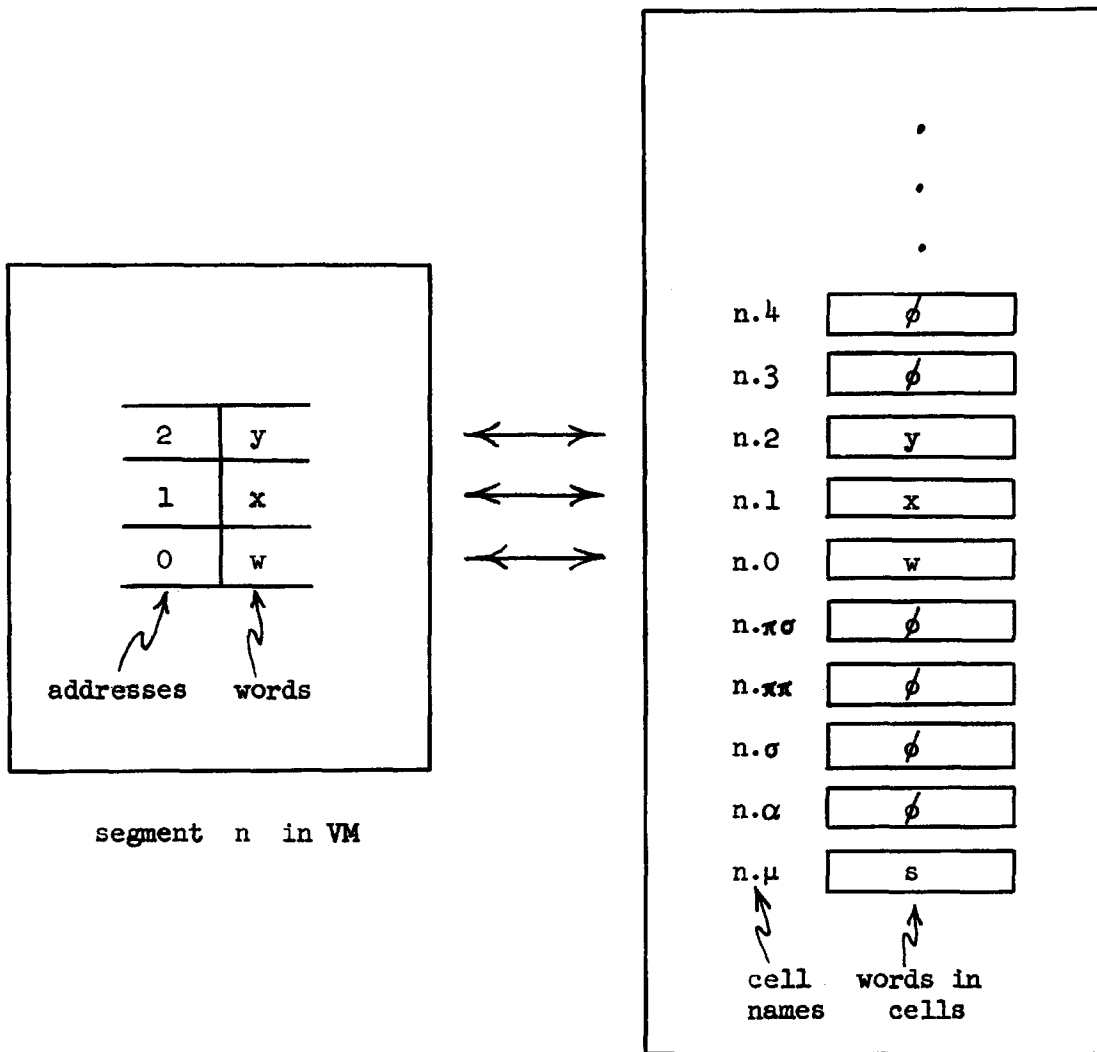 2 y
1 x
0 w
addresses words
segment n in VM
n.4 ϕ
n.3 ϕ
n.2 y
n.1 x
n.0 w
n.πσ ϕ
n.ππ ϕ
n.σ ϕ
n.α ϕ
n.μ s
cell names
words in cells